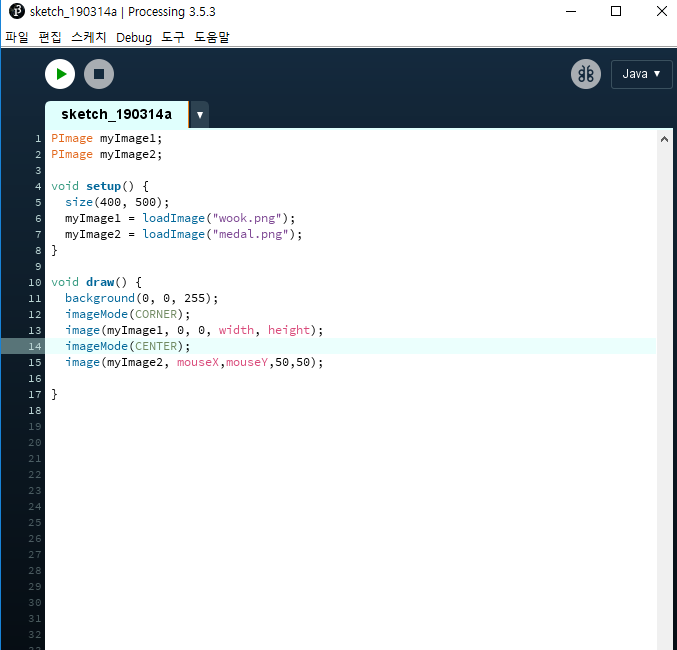 sketch_190314a | Processing 3.5.3
파일 편집 스케치 Debug 도구 도움말
Java ▼
sketch_190314a ▼
1 PImage myImage1;
2 PImage myImage2;
3
4 void setup() {
5 size(400, 500);
6 myImage1 = loadImage("wook.png");
7 myImage2 = loadImage("medal.png");
8 }
9
10 void draw() {
11 background(0, 0, 255);
12 imageMode(CORNER);
13 image(myImage1, 0, 0, width, height);
14 imageMode(CENTER);
15 image(myImage2, mouseX,mouseY,50,50);
16
17 }
18
19
20
21
22
23
24
25
26
27
28
29
30
31
32
33